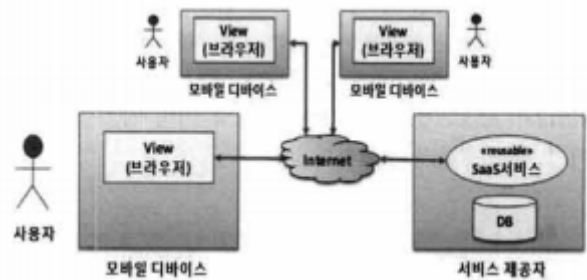 View
(브라우저)
사용자
모바일 디바이스
View
(브라우저)
사용자
모바일 디바이스
View
(브라우저)
사용자
모바일 디바이스
Internet
«reusable»
SaaS서비스
DB
서비스 제공자